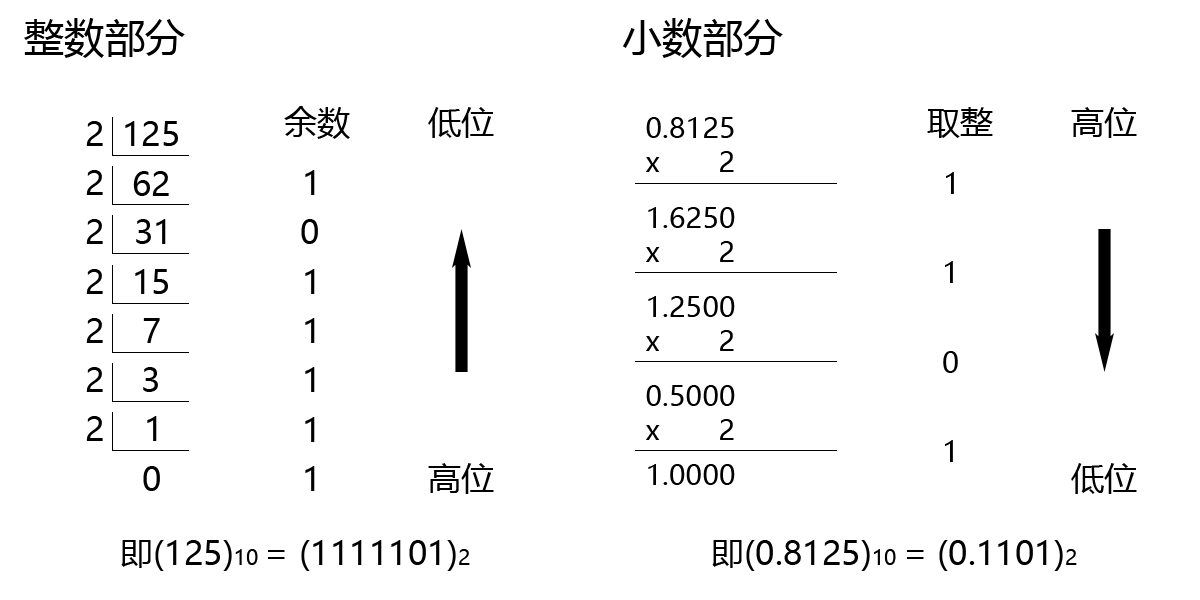 整数部分
余数 低位
2 125
2 62 1
2 31 0
2 15 1
2 7 1
2 3 1
2 1 1
0 1 高位
即(125)10 = (1111101)2
小数部分
取整 高位
0.8125
x 2
1
1.6250
x 2
1
1.2500
x 2
0
0.5000
x 2
1
1.0000
低位
即(0.8125)10 = (0.1101)2